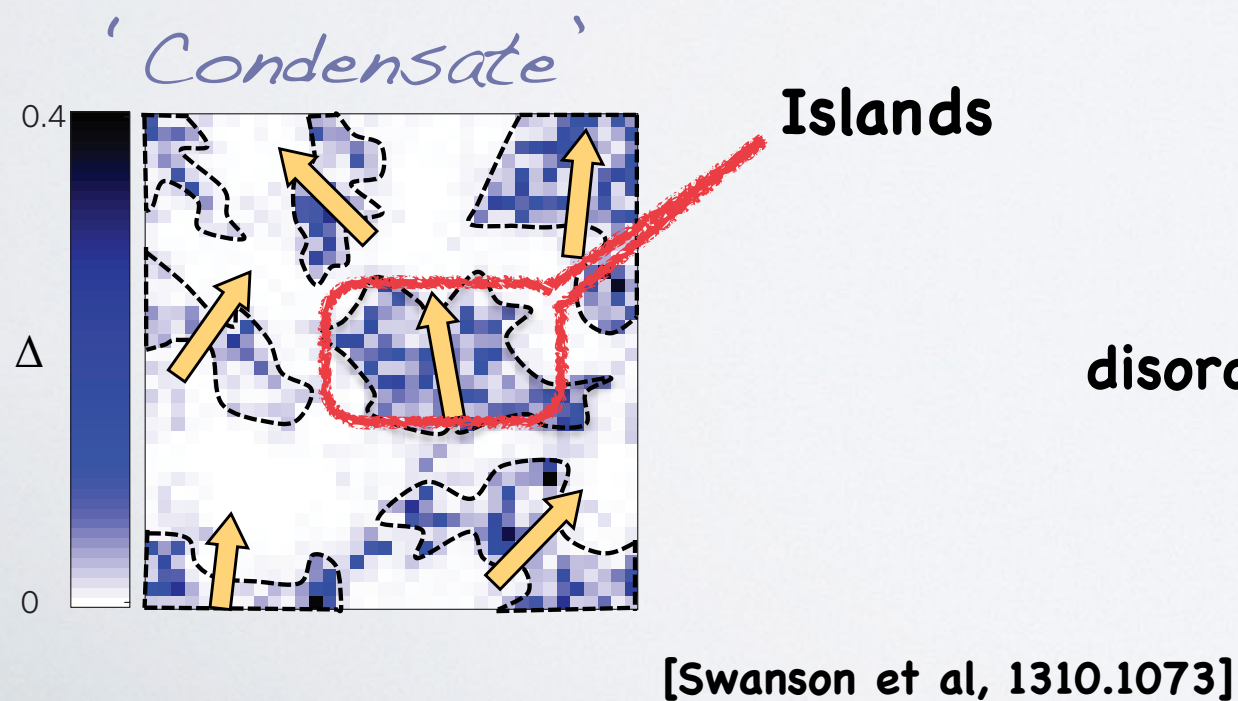 ‘Condensate’
0.4
Islands
Δ
0
[Swanson et al, 1310.1073]